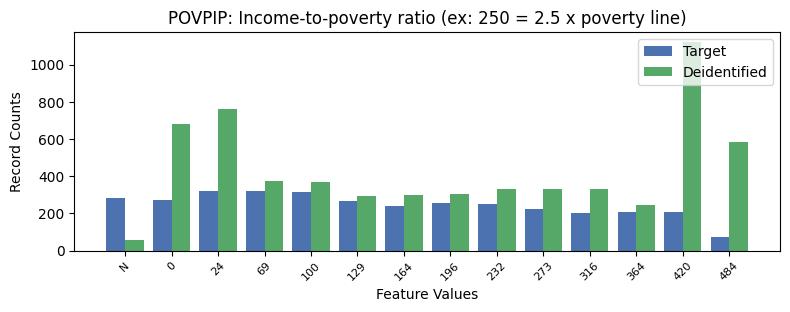 POVPIP: Income-to-poverty ratio (ex: 250 = 2.5 x poverty line)
Target
Deidentified
1000
800
600
400
200
0
Record Counts
N 0 24 69 100 129 164 196 232 273 316 364 420 484
Feature Values